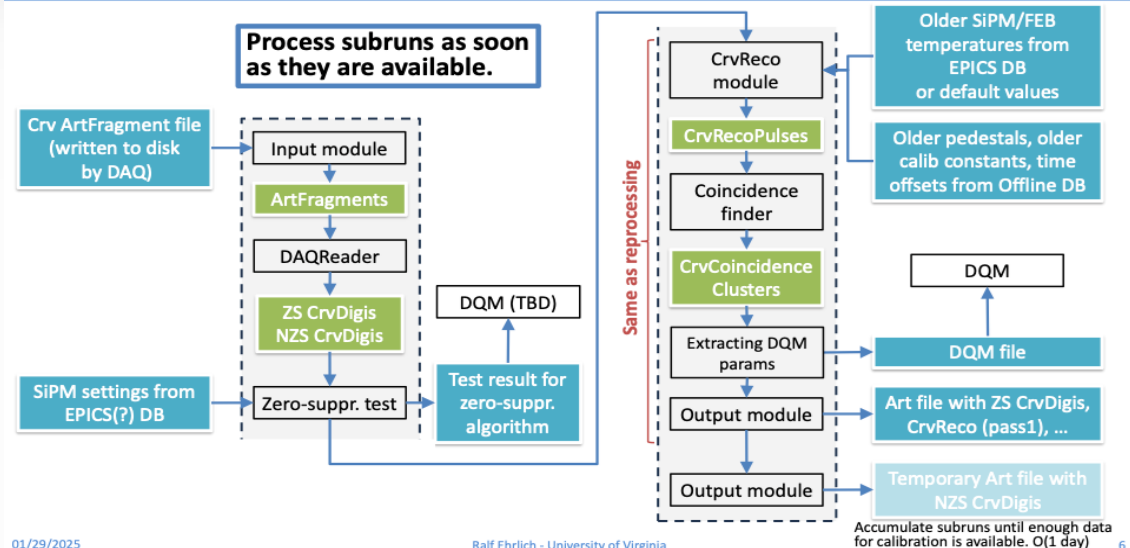 Process subruns as soon
as they are available.
Crv ArtFragment file
(written to disk
by DAQ)
Input module
ArtFragments
DAQReader
ZS CrvDigis
NZS CrvDigis
SiPM settings from
EPICS(?) DB
Zero-suppr. test
DQM (TBD)
Test result for
zero-suppr.
algorithm
Same as reprocessing
CrvReco
module
CrvRecoPulses
Coincidence
finder
CrvCoincidence
Clusters
Extracting DQM
params
Output module
Output module
Older SiPM/FEB
temperatures from
EPICS DB
or default values
Older pedestals, older
calib constants, time
offsets from Offline DB
DQM
DQM file
Art file with ZS CrvDigis,
CrvReco (pass1), ...
Temporary Art file with
NZS CrvDigis
Accumulate subruns until enough data
for calibration is available. O(1 day)
01/29/2025
Ralf Ehrlich - University of Virginia
6